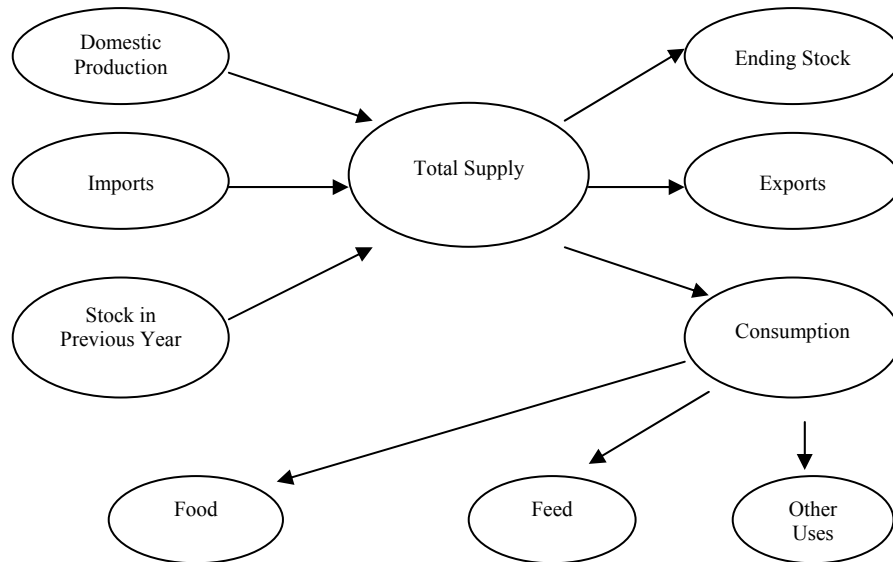 Domestic
Production
Ending Stock
Total Supply
Imports
Exports
Stock in
Previous Year
Consumption
Food
Feed
Other
Uses